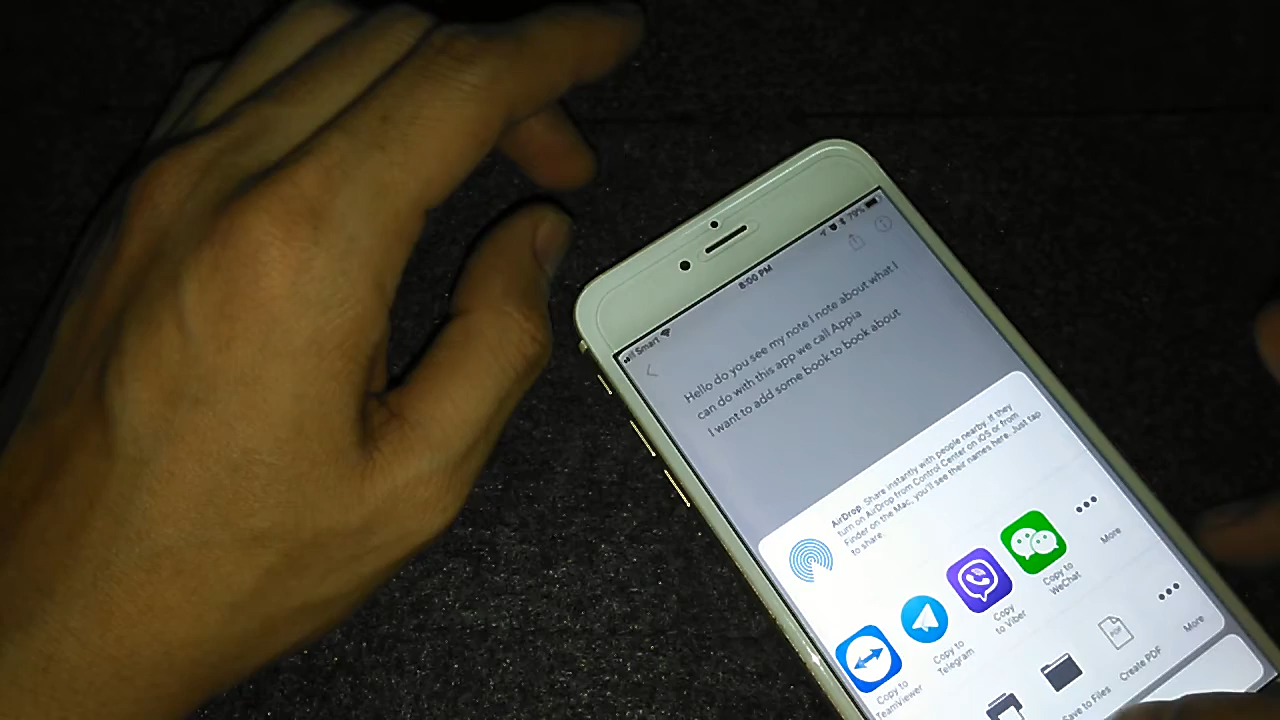 Smart
8:00 PM
79%
Hello do you see my note I note about what I
can do with this app we call Appia
I want to add some book to book about
AirDrop. Share instantly with people nearby. If they
turn on AirDrop from Control Center on iOS or from
Finder on the Mac, you'll see their names here. Just tap
to share.
Copy to
TeamViewer
Copy to
Telegram
Copy
to Viber
Copy to
WeChat
More
PDF
Save to Files
Create PDF
More